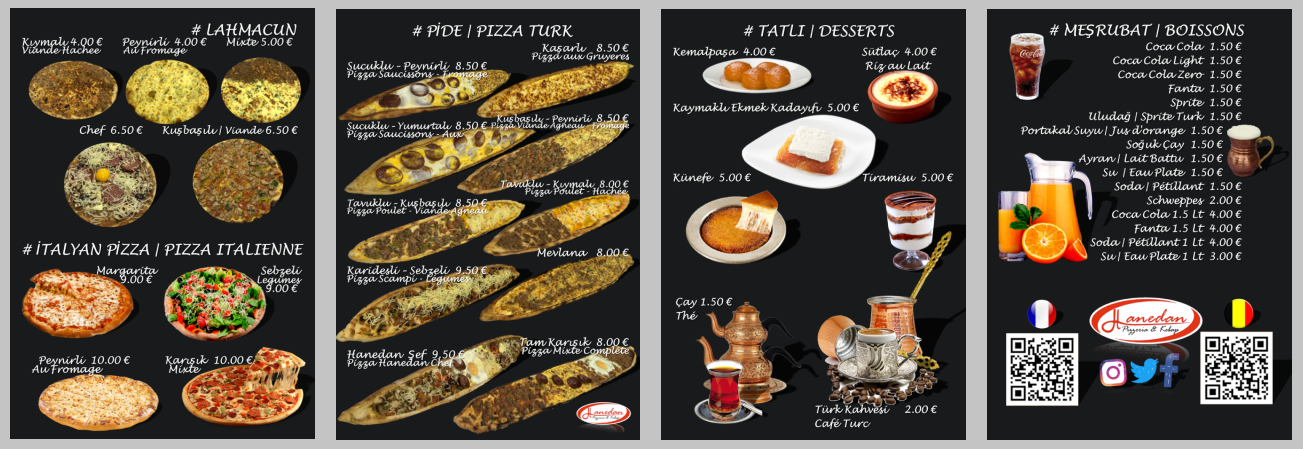 # LAHMACUN
Kıymalı 4.00 €
Viande Hachée
Peynirli 4.00 €
Au Fromage
Mixte 5.00 €
Chef 6.50 €
Kuşbaşılı | Viande 6.50 €
# İTALYAN PİZZA | PIZZA ITALIENNE
Margarita
9.00 €
Sebzeli
Legumes
9.00 €
Peynirli 10.00 €
Au Fromage
Karışık 10.00 €
Mixte
# PİDE | PIZZA TURK
Kaşarlı 8.50 €
Pizza aux Gruyeres
Sucuklu - Peynirli 8.50 €
Pizza Saucissons - Fromage
Kuşbaşılı - Peynirli 8.50 €
Pizza Viande Agneau - Fromage
Sucuklu - Yumurtalı 8.50 €
Pizza Saucissons - Aux
Tavuklu - Kıymalı 8.00 €
Pizza Poulet - Hachée
Tavuklu - Kuşbaşılı 8.00 €
Pizza Poulet - Viande Agneau
Mevlana 8.00 €
Karidesli - Sebzeli 9.50 €
Pizza Scampi - Legumes
Tam Karışık 8.00 €
Pizza Mixte Complete
Hanedan Şef 9.50 €
Pizza Hanedan Chef
Hanedan
Pizzeria & Kebap
# TATLI | DESSERTS
Kemalpaşa 4.00 €
Sütlaç 4.00 €
Riz au Lait
Kaymaklı Ekmek Kadayıfı 5.00 €
Künefe 5.00 €
Tiramisu 5.00 €
Çay 1.50 €
Thé
Türk Kahvesi 2.00 €
Café Turc
# MEŞRUBAT | BOISSONS
Coca Cola 1.50 €
Coca Cola Light 1.50 €
Coca Cola Zero 1.50 €
Fanta 1.50 €
Sprite 1.50 €
Uludağ | Sprite Turk 1.50 €
Portakal Suyu | Jus d'orange 1.50 €
Soğuk Çay 1.50 €
Ayran | Lait Battu 1.50 €
Su | Eau Plate 1.50 €
Soda | Pétillant 1.50 €
Schweppes 2.00 €
Coca Cola 1.5 Lt 4.00 €
Fanta 1.5 Lt 4.00 €
Soda | Pétillant 1 Lt 4.00 €
Su | Eau Plate 1 Lt 3.00 €
Hanedan
Pizzeria & Kebap